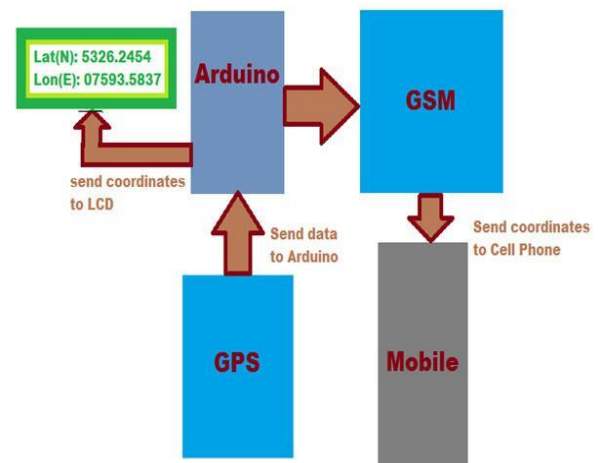 Lat(N): 5326.2454
Lon(E): 07593.5837
Arduino
GSM
send coordinates
to LCD
Send data
to Arduino
Send coordinates
to Cell Phone
GPS
Mobile